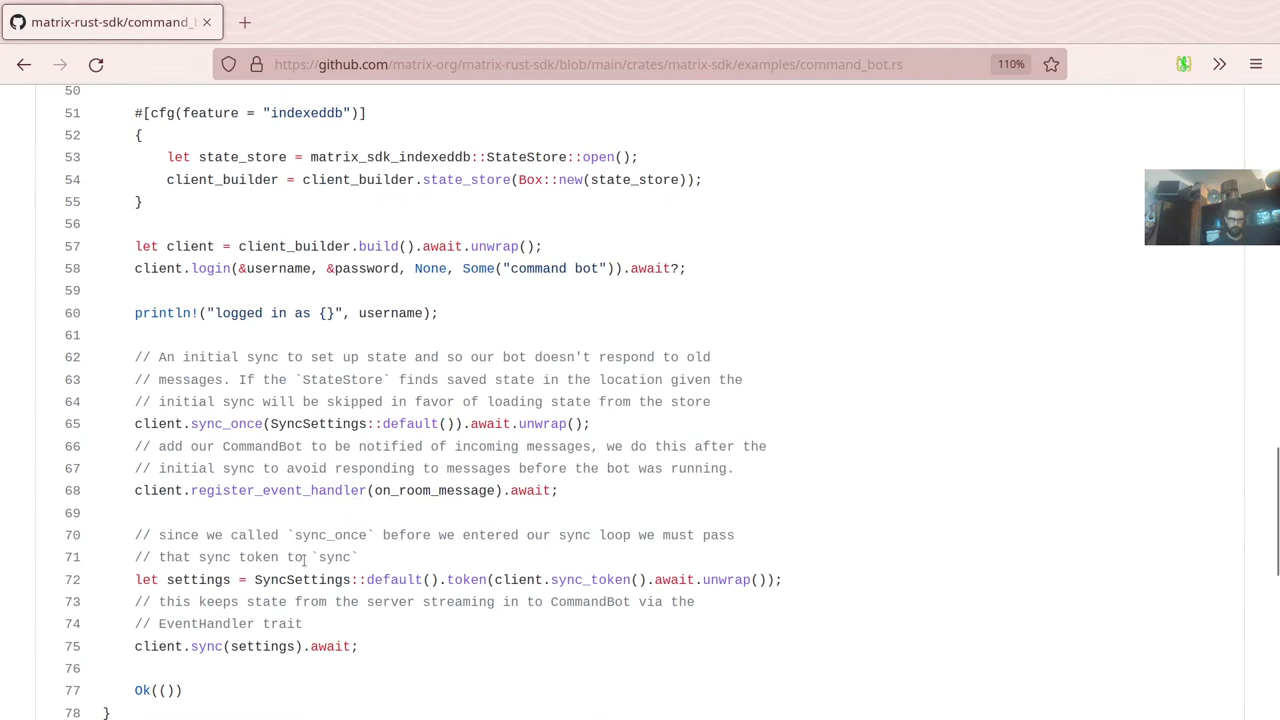 matrix-rust-sdk/command_b
https://github.com/matrix-org/matrix-rust-sdk/blob/main/crates/matrix-sdk/examples/command_bot.rs
110%
50
51 #[cfg(feature = "indexeddb")]
52 {
53 let state_store = matrix_sdk_indexeddb::StateStore::open();
54 client_builder = client_builder.state_store(Box::new(state_store));
55 }
56
57 let client = client_builder.build().await.unwrap();
58 client.login(&username, &password, None, Some("command bot")).await?;
59
60 println!("logged in as {}", username);
61
62 // An initial sync to set up state and so our bot doesn't respond to old
63 // messages. If the `StateStore` finds saved state in the location given the
64 // initial sync will be skipped in favor of loading state from the store
65 client.sync_once(SyncSettings::default()).await.unwrap();
66 // add our CommandBot to be notified of incoming messages, we do this after the
67 // initial sync to avoid responding to messages before the bot was running.
68 client.register_event_handler(on_room_message).await;
69
70 // since we called `sync_once` before we entered our sync loop we must pass
71 // that sync token to `sync`
72 let settings = SyncSettings::default().token(client.sync_token().await.unwrap());
73 // this keeps state from the server streaming in to CommandBot via the
74 // EventHandler trait
75 client.sync(settings).await;
76
77 Ok(())
78 }